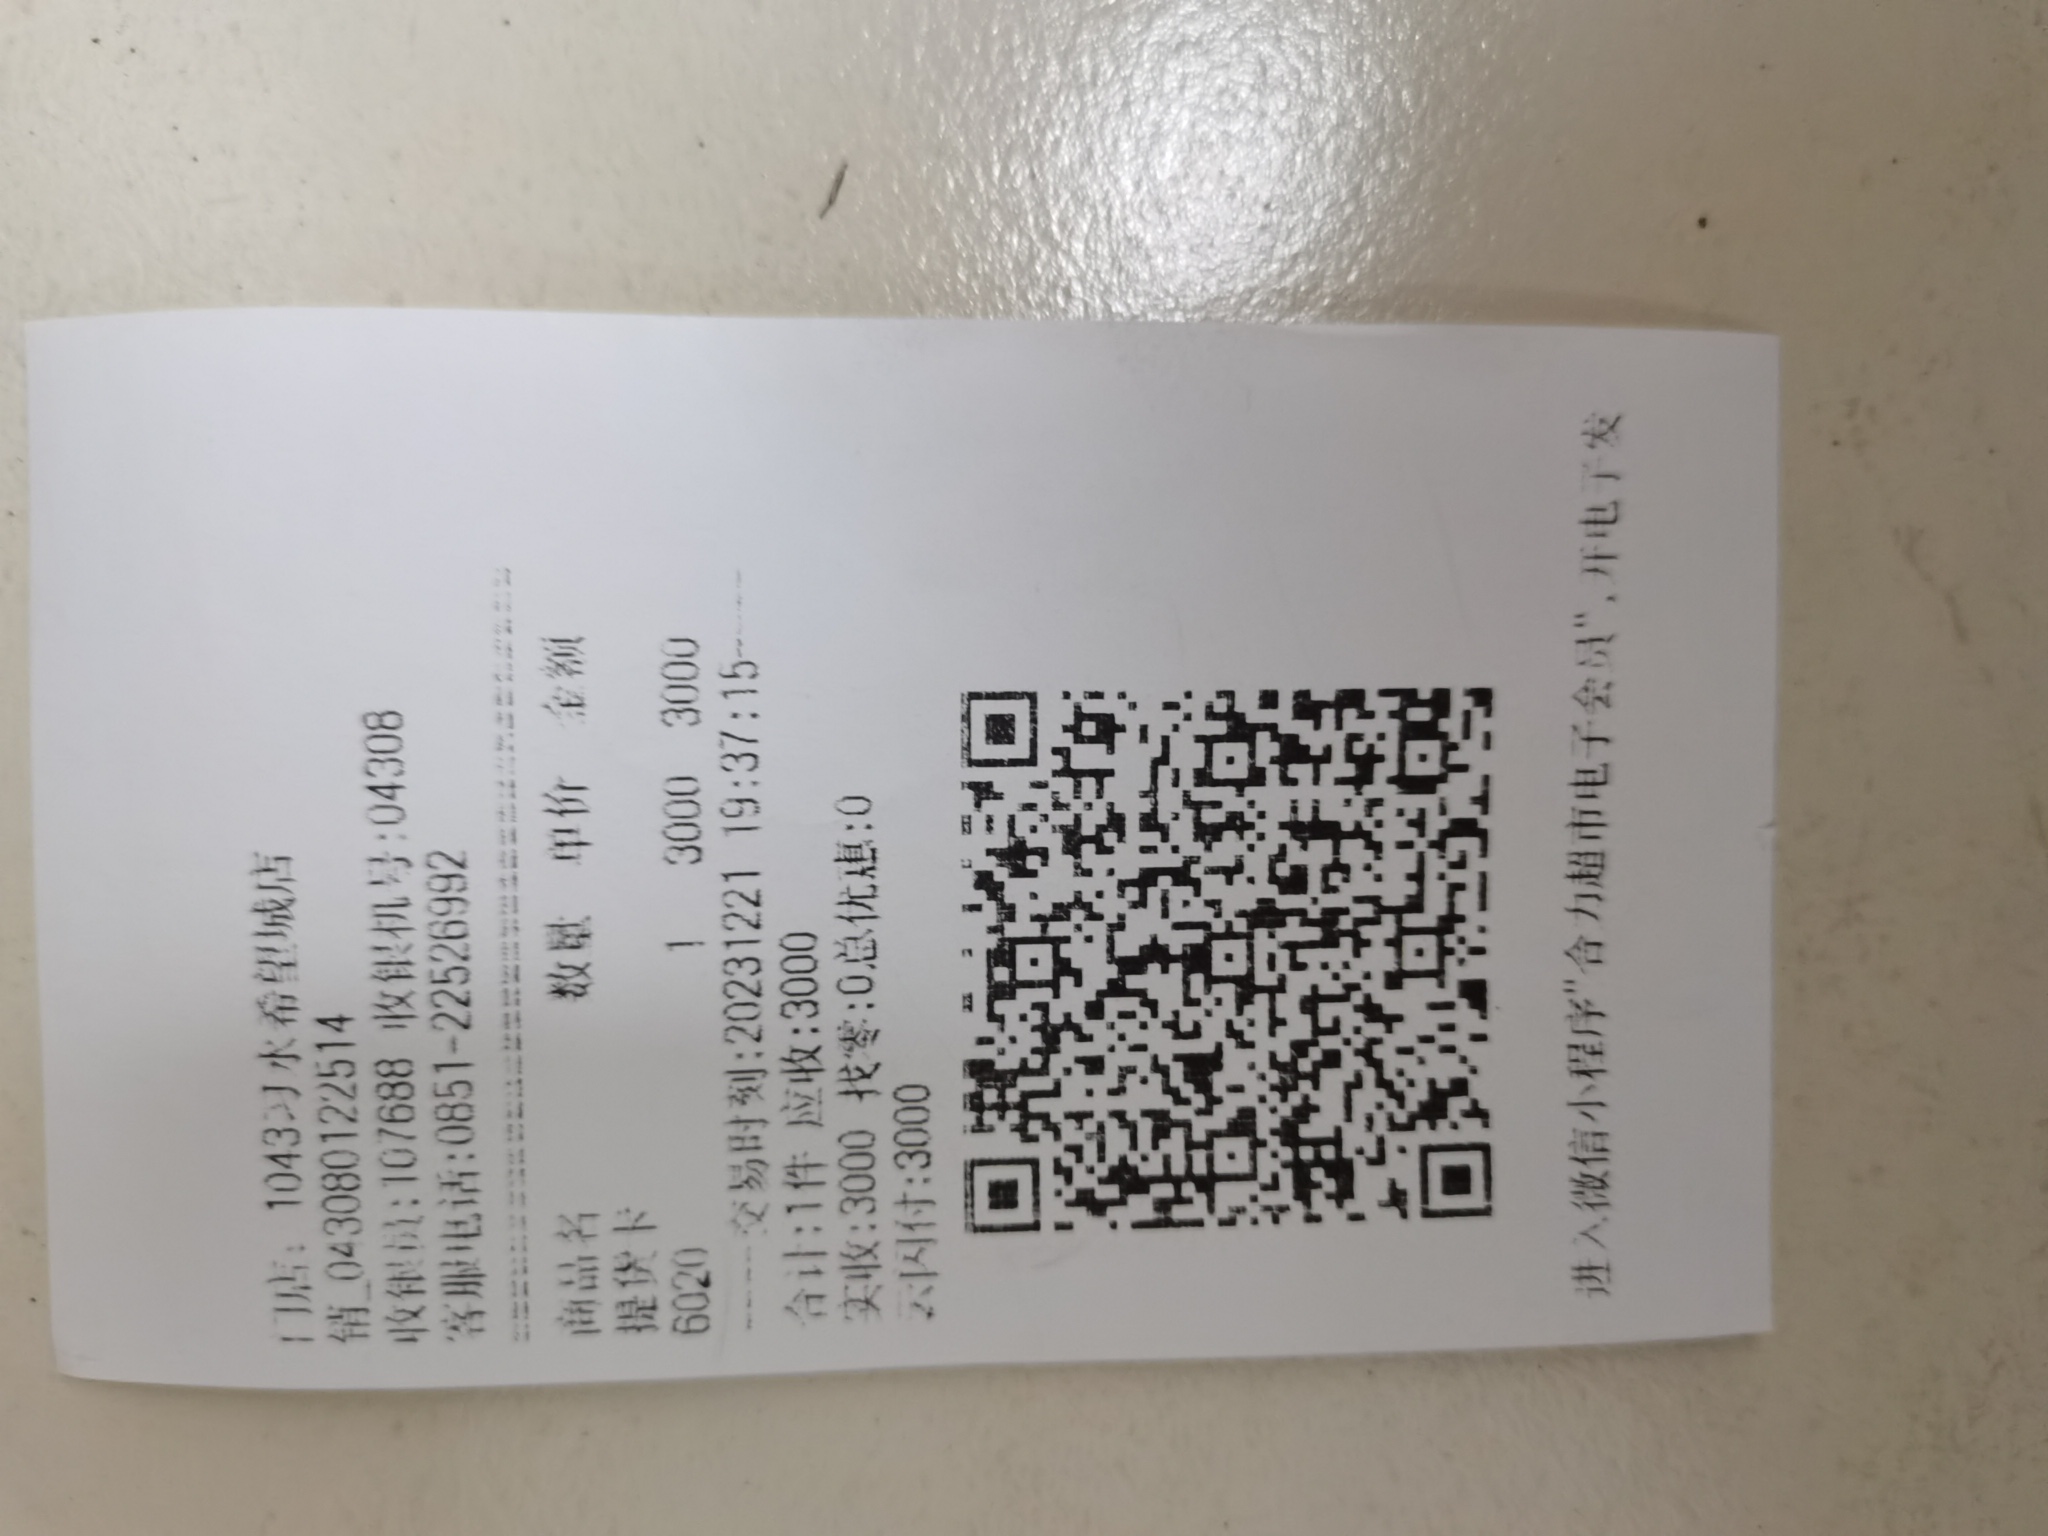 门店: 1043习水希望城店
销_043080122514
收银员:107688 收银机号:04308
客服电话:0851-22526992
商品名 数量 单价 金额
提货卡
6020 1 3000 3000
-----交易时刻:20231221 19:37:15-----
合计:1件 应收:3000
实收:3000 找零:0总优惠:0
云闪付:3000
进入微信小程序"合力超市电子会员",开电子发